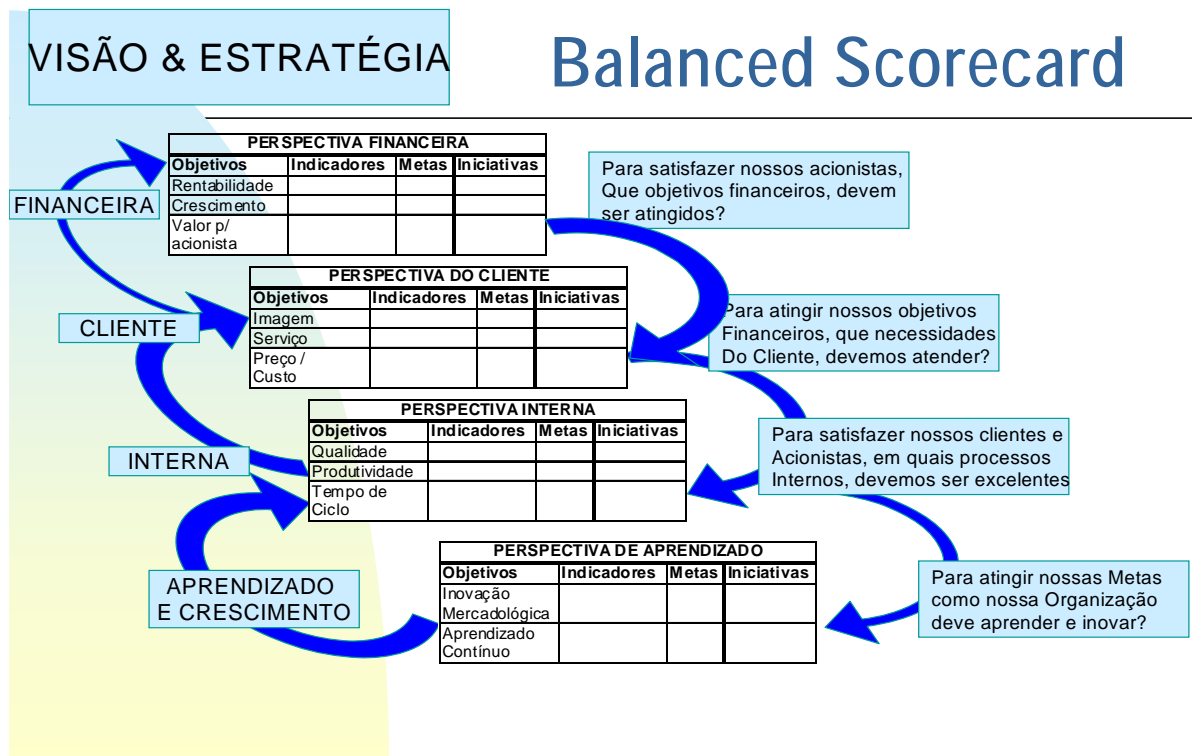 VISÃO & ESTRATÉGIA
Balanced Scorecard
FINANCEIRA
PERSPECTIVA FINANCEIRA
Objetivos Indicadores Metas Iniciativas
Rentabilidade
Crescimento
Valor p/
acionista
Para satisfazer nossos acionistas,
Que objetivos financeiros, devem
ser atingidos?
CLIENTE
PERSPECTIVA DO CLIENTE
Objetivos Indicadores Metas Iniciativas
Imagem
Serviço
Preço /
Custo
Para atingir nossos objetivos
Financeiros, que necessidades
Do Cliente, devemos atender?
INTERNA
PERSPECTIVA INTERNA
Objetivos Indicadores Metas Iniciativas
Qualidade
Produtividade
Tempo de
Ciclo
Para satisfazer nossos clientes e
Acionistas, em quais processos
Internos, devemos ser excelentes
APRENDIZADO
E CRESCIMENTO
PERSPECTIVA DE APRENDIZADO
Objetivos Indicadores Metas Iniciativas
Inovação
Mercadológica
Aprendizado
Contínuo
Para atingir nossas Metas
como nossa Organização
deve aprender e inovar?